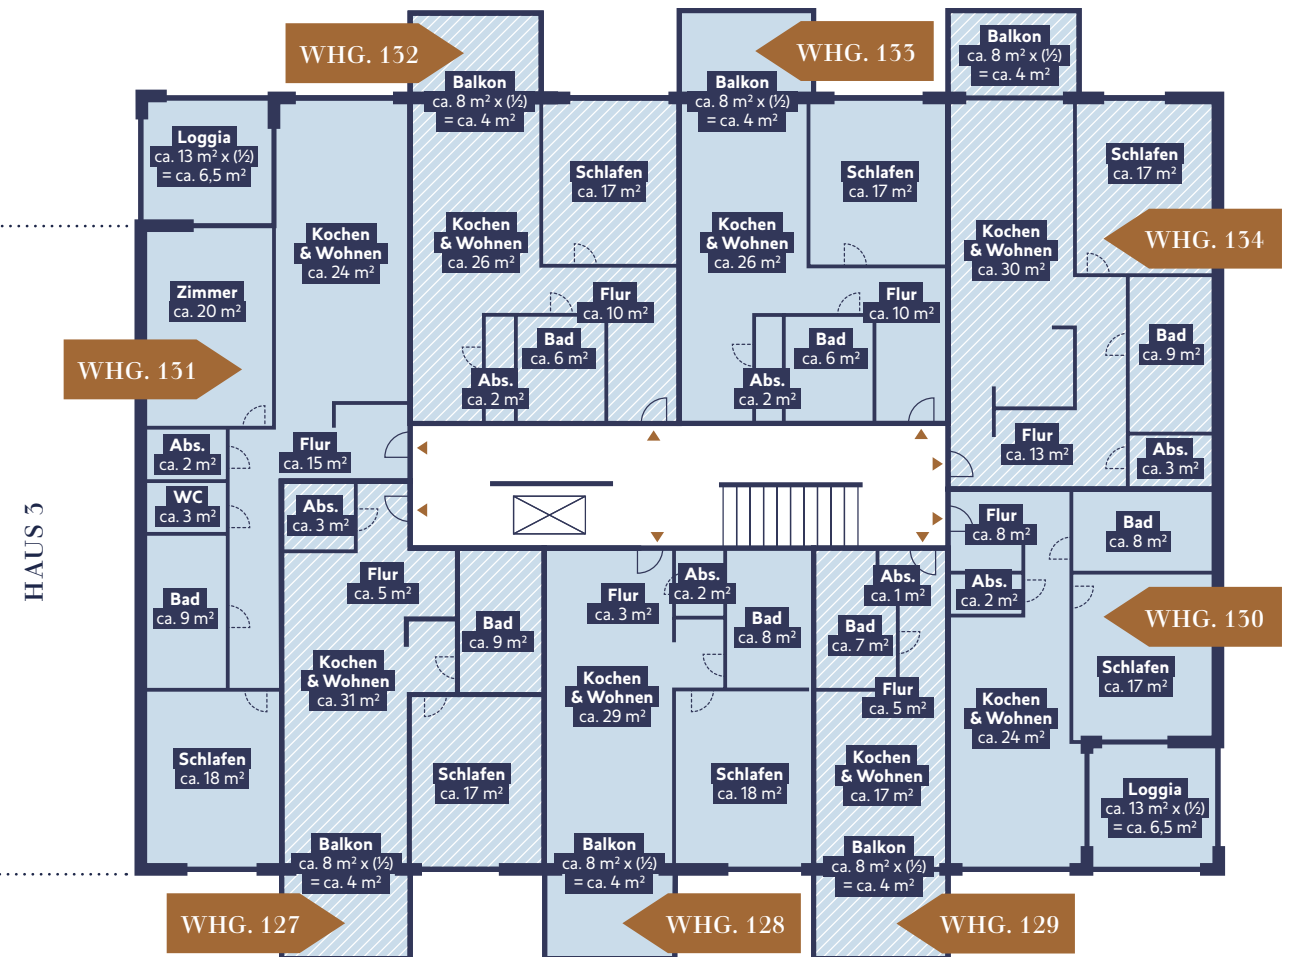 WHG. 132
WHG. 133
Balkon
ca. 8 m² x (½)
= ca. 4 m²
Balkon
ca. 8 m² x (½)
= ca. 4 m²
Balkon
ca. 8 m² x (½)
= ca. 4 m²
Loggia
ca. 13 m² x (½)
= ca. 6,5 m²
Schlafen
ca. 17 m²
Schlafen
ca. 17 m²
Schlafen
ca. 17 m²
Kochen
& Wohnen
ca. 24 m²
Kochen
& Wohnen
ca. 26 m²
Kochen
& Wohnen
ca. 26 m²
Kochen
& Wohnen
ca. 30 m²
WHG. 134
Zimmer
ca. 20 m²
Flur
ca. 10 m²
Flur
ca. 10 m²
Bad
ca. 6 m²
Bad
ca. 6 m²
Bad
ca. 9 m²
WHG. 131
Abs.
ca. 2 m²
Abs.
ca. 2 m²
Abs.
ca. 2 m²
Flur
ca. 15 m²
Flur
ca. 13 m²
Abs.
ca. 3 m²
WC
ca. 3 m²
Abs.
ca. 3 m²
Flur
ca. 8 m²
Bad
ca. 8 m²
HAUS 3
Flur
ca. 5 m²
Abs.
ca. 2 m²
Abs.
ca. 1 m²
Abs.
ca. 2 m²
Bad
ca. 9 m²
Flur
ca. 3 m²
Bad
ca. 9 m²
Bad
ca. 8 m²
Bad
ca. 7 m²
WHG. 130
Kochen
& Wohnen
ca. 31 m²
Kochen
& Wohnen
ca. 29 m²
Flur
ca. 5 m²
Schlafen
ca. 17 m²
Kochen
& Wohnen
ca. 24 m²
Schlafen
ca. 18 m²
Schlafen
ca. 17 m²
Schlafen
ca. 18 m²
Kochen
& Wohnen
ca. 17 m²
Loggia
ca. 13 m² x (½)
= ca. 6,5 m²
Balkon
ca. 8 m² x (½)
= ca. 4 m²
Balkon
ca. 8 m² x (½)
= ca. 4 m²
Balkon
ca. 8 m² x (½)
= ca. 4 m²
WHG. 127
WHG. 128
WHG. 129